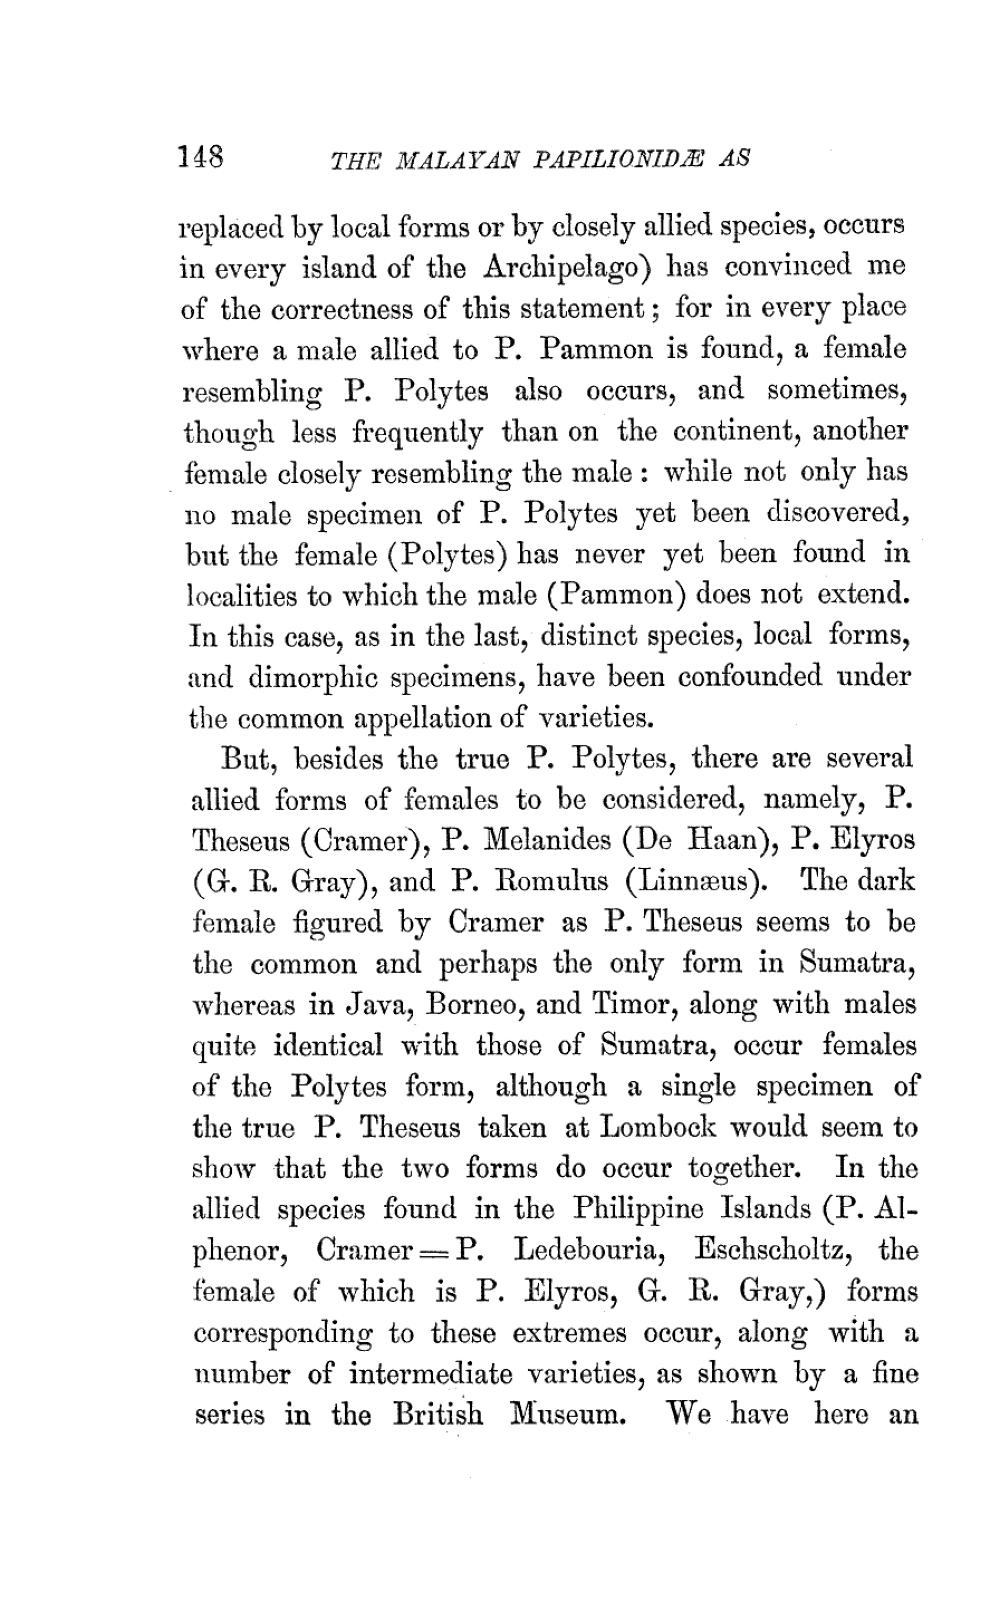 148 THE MALAYAN PAPILIONIDÆ AS
replaced by local forms or by closely allied species, occurs
in every island of the Archipelago) has convinced me
of the correctness of this statement; for in every place
where a male allied to P. Pammon is found, a female
resembling P. Polytes also occurs, and sometimes,
though less frequently than on the continent, another
female closely resembling the male: while not only has
no male specimen of P. Polytes yet been discovered,
but the female (Polytes) has never yet been found in
localities to which the male (Pammon) does not extend.
In this case, as in the last, distinct species, local forms,
and dimorphic specimens, have been confounded under
the common appellation of varieties.
But, besides the true P. Polytes, there are several
allied forms of females to be considered, namely, P.
Theseus (Cramer), P. Melanides (De Haan), P. Elyros
(G. R. Gray), and P. Romulus (Linnæus). The dark
female figured by Cramer as P. Theseus seems to be
the common and perhaps the only form in Sumatra,
whereas in Java, Borneo, and Timor, along with males
quite identical with those of Sumatra, occur females
of the Polytes form, although a single specimen of
the true P. Theseus taken at Lombock would seem to
show that the two forms do occur together. In the
allied species found in the Philippine Islands (P. Al-
phenor, Cramer=P. Ledebouria, Eschscholtz, the
female of which is P. Elyros, G. R. Gray,) forms
corresponding to these extremes occur, along with a
number of intermediate varieties, as shown by a fine
series in the British Museum. We have here an